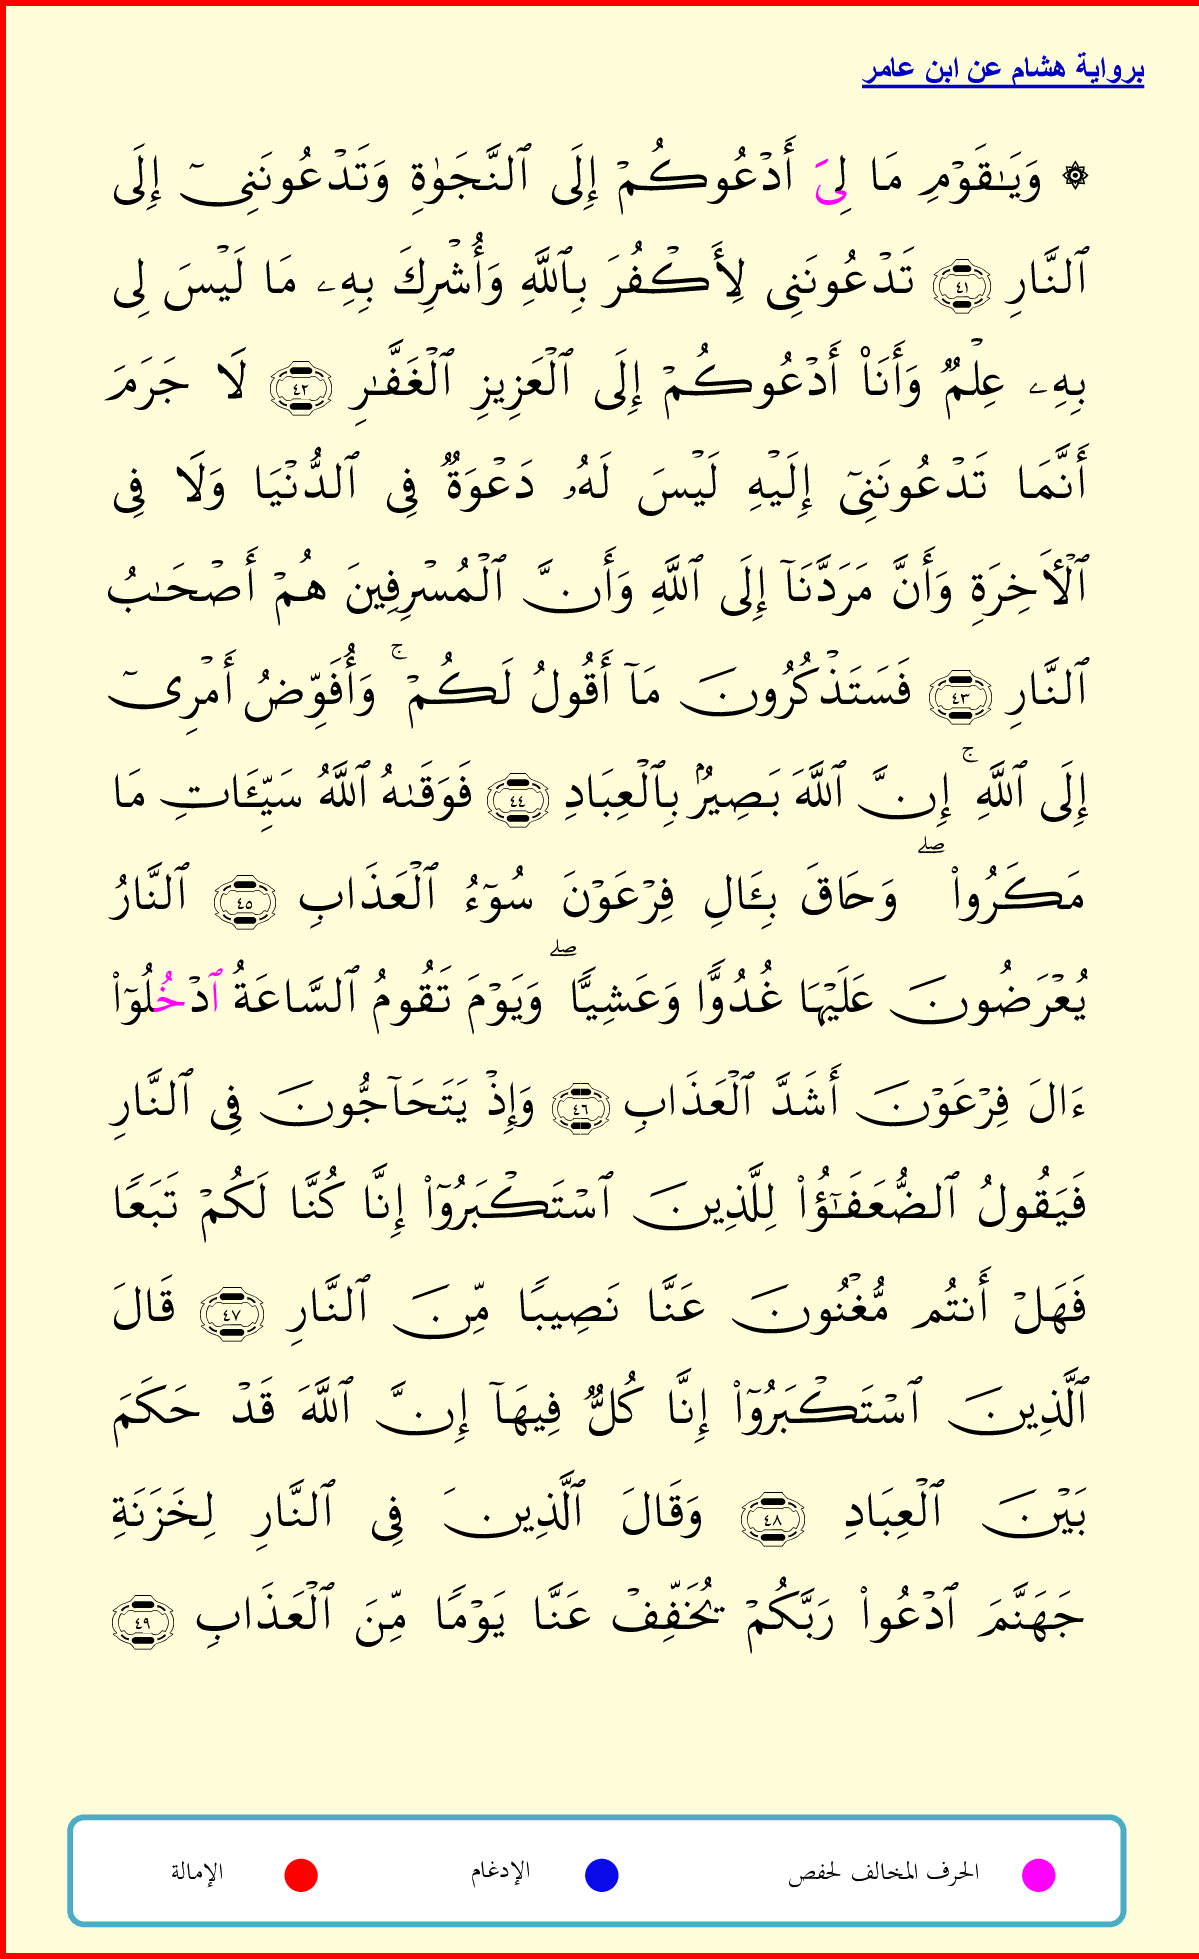 برواية هشام عن ابن عامر
۞ وَيَـٰقَوۡمِ مَا لِيَ أَدۡعُوكُمۡ إِلَى ٱلنَّجَوٰةِ وَتَدۡعُونَنِىٓ إِلَى
ٱلنَّارِ ٤١ تَدۡعُونَنِى لِأَكۡفُرَ بِٱللَّهِ وَأُشۡرِكَ بِهِۦ مَا لَيۡسَ لِى
بِهِۦ عِلۡمٌ وَأَنَا۠ أَدۡعُوكُمۡ إِلَى ٱلۡعَزِيزِ ٱلۡغَفَّـٰرِ ٤٢ لَا جَرَمَ
أَنَّمَا تَدۡعُونَنِىٓ إِلَيۡهِ لَيۡسَ لَهُۥ دَعۡوَةٌ فِى ٱلدُّنۡيَا وَلَا فِى
ٱلۡأَخِرَةِ وَأَنَّ مَرَدَّنَآ إِلَى ٱللَّهِ وَأَنَّ ٱلۡمُسۡرِفِينَ هُمۡ أَصۡحَـٰبُ
ٱلنَّارِ ٤٣ فَسَتَذۡكُرُونَ مَآ أَقُولُ لَكُمۡۚ وَأُفَوِّضُ أَمۡرِىٓ
إِلَى ٱللَّهِۚ إِنَّ ٱللَّهَ بَصِيرُۢ بِٱلۡعِبَادِ ٤٤ فَوَقَىٰهُ ٱللَّهُ سَيِّـَٔاتِ مَا
مَكَرُوا۟ۖ وَحَاقَ بِـَٔالِ فِرۡعَوۡنَ سُوٓءُ ٱلۡعَذَابِ ٤٥ ٱلنَّارُ
يُعۡرَضُونَ عَلَيۡهَا غُدُوًّا وَعَشِيًّاۖ وَيَوۡمَ تَقُومُ ٱلسَّاعَةُ ٱدۡخُلُوٓا۟
ءَالَ فِرۡعَوۡنَ أَشَدَّ ٱلۡعَذَابِ ٤٦ وَإِذۡ يَتَحَآجُّونَ فِى ٱلنَّارِ
فَيَقُولُ ٱلضُّعَفَـٰٓؤُا۟ لِلَّذِينَ ٱسۡتَكۡبَرُوٓا۟ إِنَّا كُنَّا لَكُمۡ تَبَعًا
فَهَلۡ أَنتُم مُّغۡنُونَ عَنَّا نَصِيبًا مِّنَ ٱلنَّارِ ٤٧ قَالَ
ٱلَّذِينَ ٱسۡتَكۡبَرُوٓا۟ إِنَّا كُلٌّ فِيهَآ إِنَّ ٱللَّهَ قَدۡ حَكَمَ
بَيۡنَ ٱلۡعِبَادِ ٤٨ وَقَالَ ٱلَّذِينَ فِى ٱلنَّارِ لِخَزَنَةِ
جَهَنَّمَ ٱدۡعُوا۟ رَبَّكُمۡ يُخَفِّفۡ عَنَّا يَوۡمًا مِّنَ ٱلۡعَذَابِ ٤٩
الحرف المخالف لحفص الإدغام الإمالة